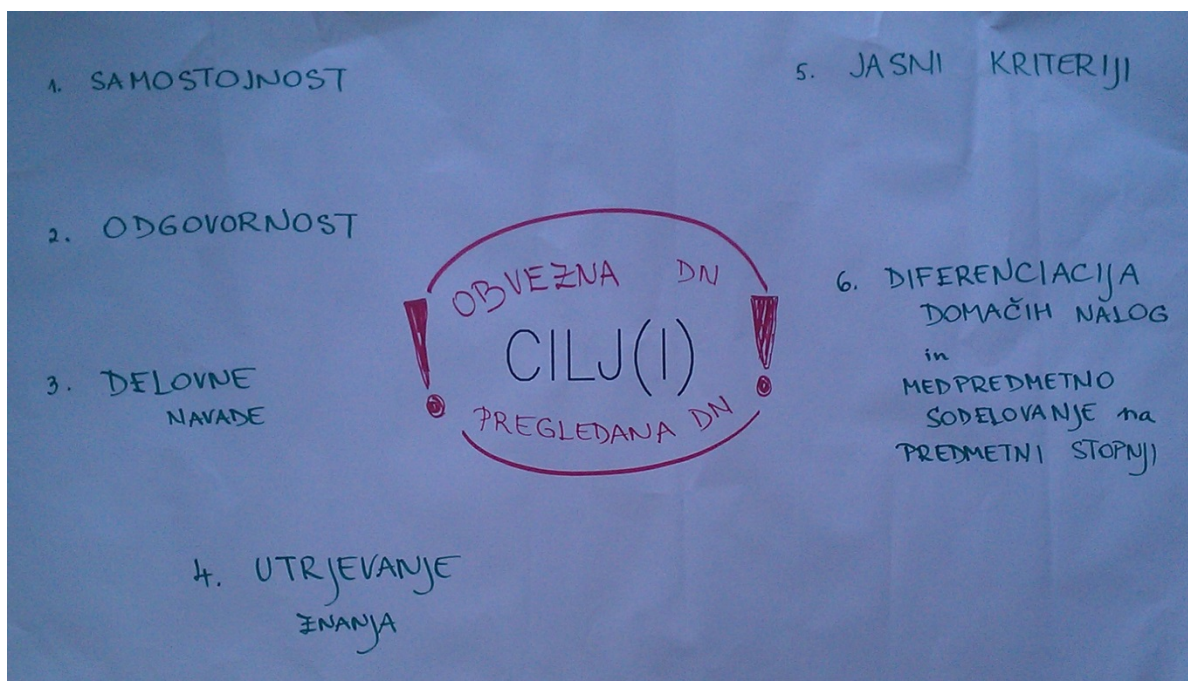 1. SAMOSTOJNOST
2. ODGOVORNOST
3. DELOVNE
NAVADE
4. UTRJEVANJE
ZNANJA
OBVEZNA DN
CILJ(I)
PREGLEDANA DN
5. JASNI KRITERIJI
6. DIFERENCIACIJA
DOMAČIH NALOG
in
MEDPREDMETNO
SODELOVANJE na
PREDMETNI STOPNJI